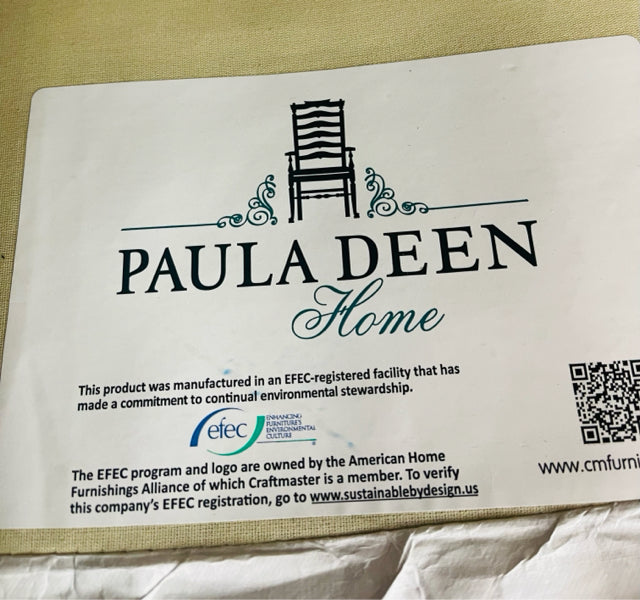 PAULA DEEN
Home
This product was manufactured in an EFEC-registered facility that has
made a commitment to continual environmental stewardship.
efec
ENHANCING
FURNITURE'S
ENVIRONMENTAL
CULTURE
The EFEC program and logo are owned by the American Home
Furnishings Alliance of which Craftmaster is a member. To verify
this company's EFEC registration, go to www.sustainablebydesign.us
www.cmfurni